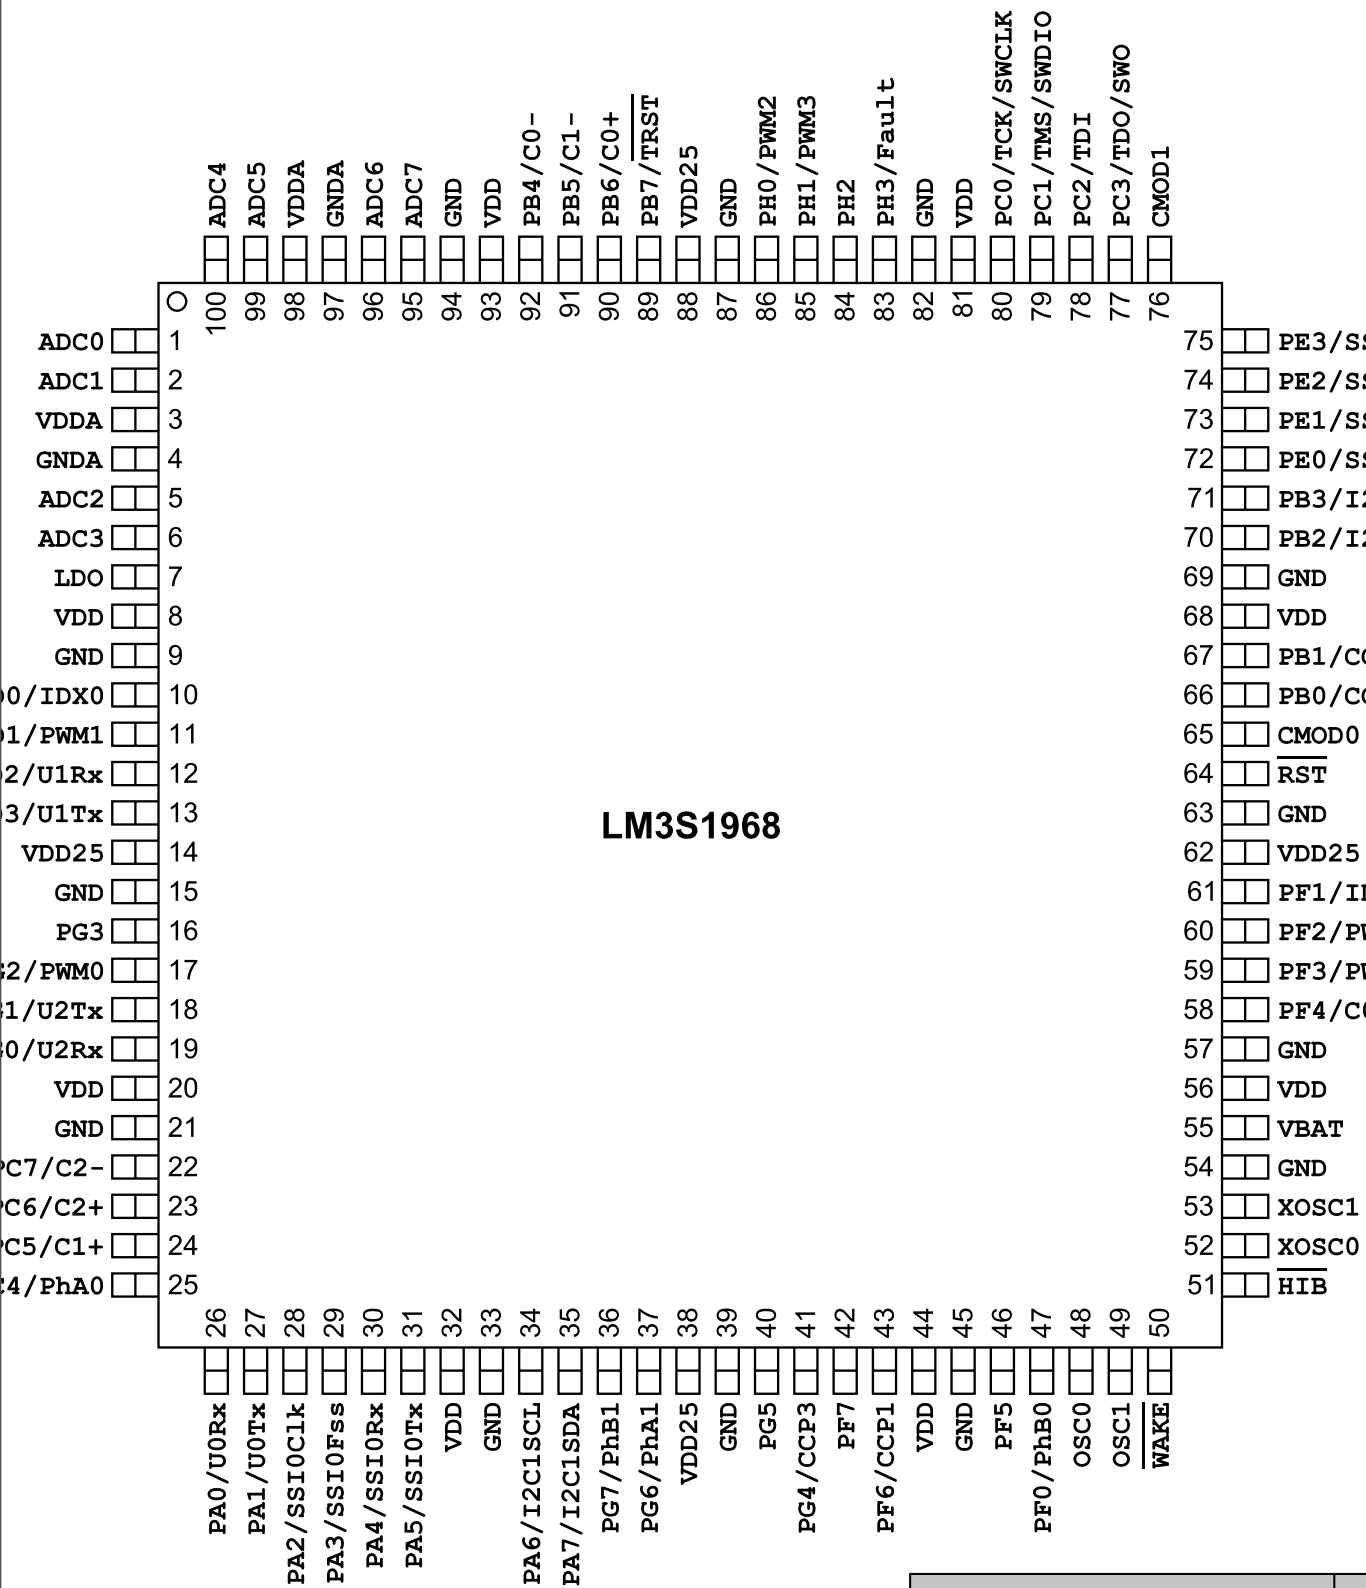 ADC4
ADC5
VDDA
GNDA
ADC6
ADC7
GND
VDD
PB4/C0-
PB5/C1-
PB6/C0+
PB7/TRST
VDD25
GND
PH0/PWM2
PH1/PWM3
PH2
PH3/Fault
GND
VDD
PC0/TCK/SWCLK
PC1/TMS/SWDIO
PC2/TDI
PC3/TDO/SWO
CMOD1
100 99 98 97 96 95 94 93 92 91 90 89 88 87 86 85 84 83 82 81 80 79 78 77 76
ADC0 1
ADC1 2
VDDA 3
GNDA 4
ADC2 5
ADC3 6
LDO 7
VDD 8
GND 9
0/IDX0 10
1/PWM1 11
2/U1Rx 12
3/U1Tx 13
VDD25 14
GND 15
PG3 16
2/PWM0 17
1/U2Tx 18
0/U2Rx 19
VDD 20
GND 21
C7/C2- 22
C6/C2+ 23
C5/C1+ 24
4/PhA0 25
LM3S1968
75 PE3/SS
74 PE2/SS
73 PE1/SS
72 PE0/SS
71 PB3/I2
70 PB2/I2
69 GND
68 VDD
67 PB1/CC
66 PB0/CC
65 CMOD0
64 RST
63 GND
62 VDD25
61 PF1/ID
60 PF2/PW
59 PF3/PW
58 PF4/C0
57 GND
56 VDD
55 VBAT
54 GND
53 XOSC1
52 XOSC0
51 HIB
26 27 28 29 30 31 32 33 34 35 36 37 38 39 40 41 42 43 44 45 46 47 48 49 50
PA0/U0Rx
PA1/U0Tx
PA2/SSI0Clk
PA3/SSI0Fss
PA4/SSI0Rx
PA5/SSI0Tx
VDD
GND
PA6/I2C1SCL
PA7/I2C1SDA
PG7/PhB1
PG6/PhA1
VDD25
GND
PG5
PG4/CCP3
PF7
PF6/CCP1
VDD
GND
PF5
PF0/PhB0
OSC0
OSC1
WAKE